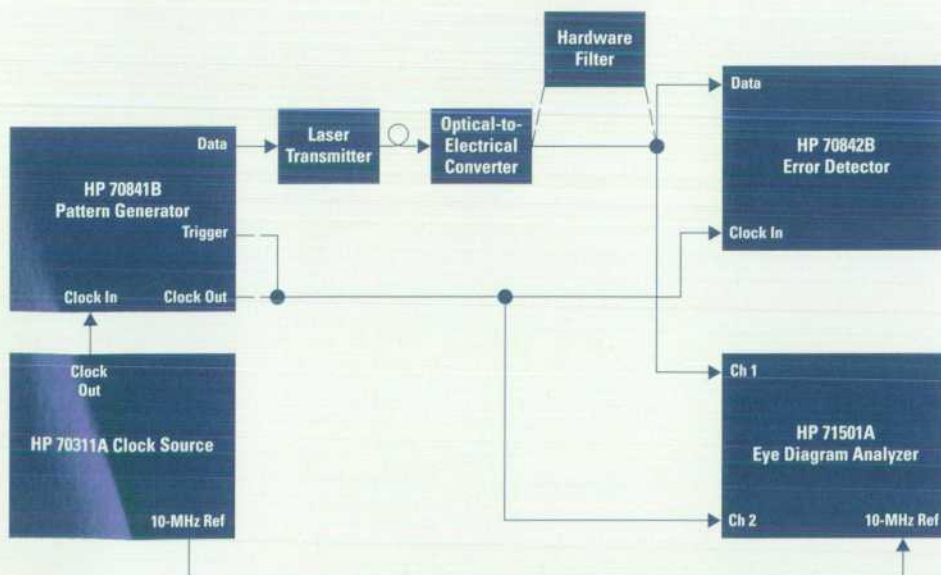 Hardware
Filter
Data
HP 70842B
Error Detector
Clock In
Laser
Transmitter
Optical-to-
Electrical
Converter
Data
HP 70841B
Pattern Generator
Trigger
Clock In
Clock Out
Clock
Out
HP 70311A Clock Source
10-MHz Ref
Ch 1
HP 71501A
Eye Diagram Analyzer
Ch 2
10-MHz Ref